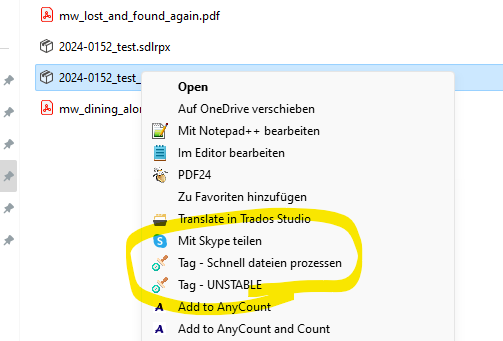 mw_lost_and_found_again.pdf
2024-0152_test.sdlrpx
2024-0152_test_
mw_dining_alon
Open
Auf OneDrive verschieben
Mit Notepad++ bearbeiten
Im Editor bearbeiten
PDF24
Zu Favoriten hinzufügen
Translate in Trados Studio
Mit Skype teilen
Tag - Schnell dateien prozessen
Tag - UNSTABLE
Add to AnyCount
Add to AnyCount and Count